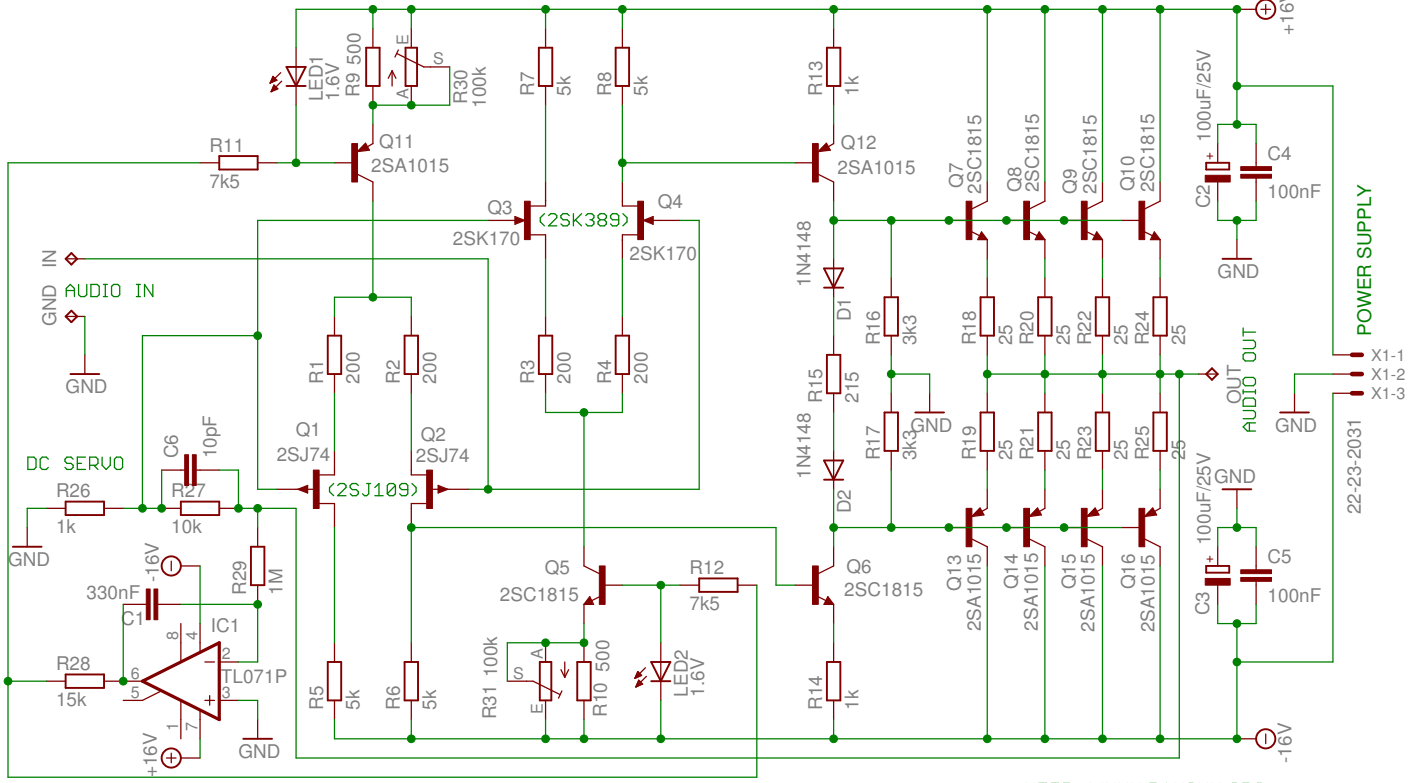 +16V
LED1
1.6V
R9 500
E
S
A
R30
100k
R7
5k
R8
5k
R13
1k
100uF/25V
+
C2
C4
100nF
GND
R11
7k5
Q11
2SA1015
Q12
2SA1015
Q7
2SC1815
Q8
2SC1815
Q9
2SC1815
Q10
2SC1815
Q3
2SK170
(2SK389)
Q4
2SK170
IN
AUDIO IN
GND
GND
1N4148
D1
R16
3k3
R18
25
R20
25
R22
25
R24
25
POWER SUPPLY
R1
200
R2
200
R3
200
R4
200
R15
215
OUT
AUDIO OUT
X1-1
X1-2
X1-3
GND
22-23-2031
GND
1N4148
D2
R17
3k3
R19
25
R21
25
R23
25
R25
25
Q1
2SJ74
(2SJ109)
Q2
2SJ74
DC SERVO
C6
10pF
R26
1k
R27
10k
GND
-16V
R29
1M
330nF
C1
IC1
TL071P
8
4
2
3
6
5
1
7
R28
15k
+16V
GND
Q5
2SC1815
R12
7k5
Q6
2SC1815
Q13
2SA1015
Q14
2SA1015
Q15
2SA1015
Q16
2SA1015
GND
100uF/25V
+
C3
C5
100nF
R5
5k
R6
5k
R31 100k
S
A
E
R10 500
LED2
1.6V
R14
1k
-16V